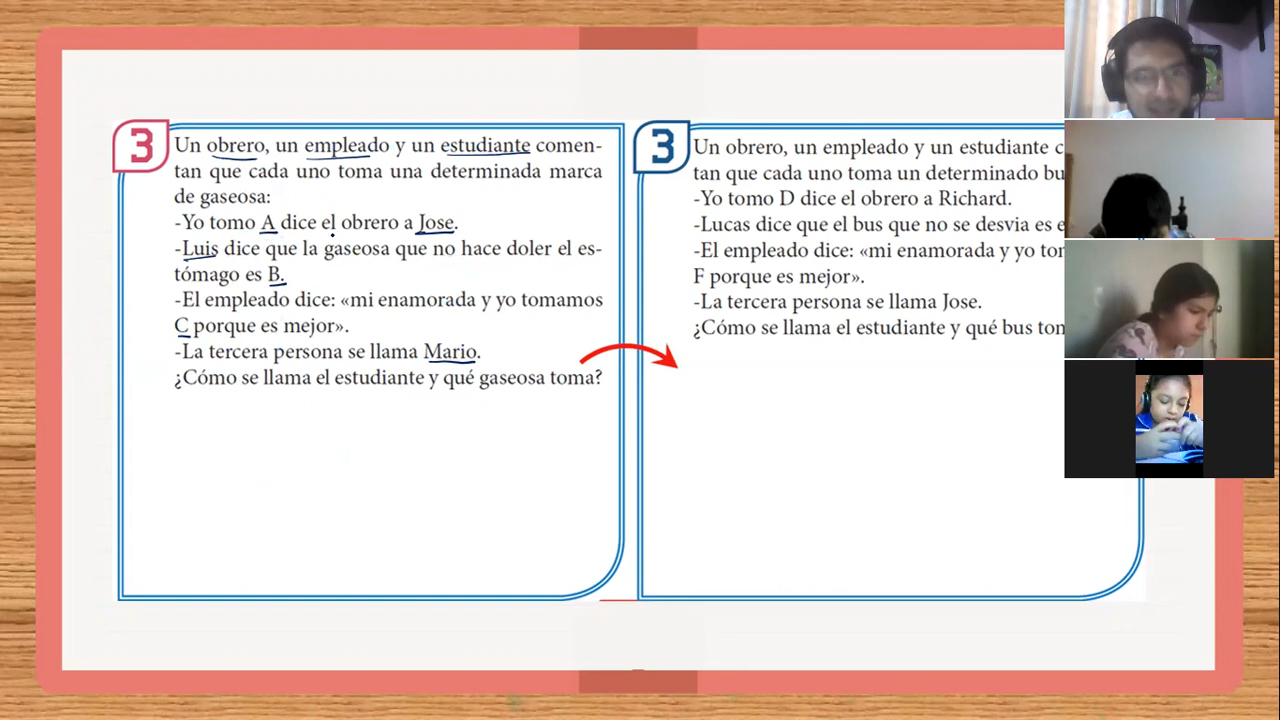 3
Un obrero, un empleado y un estudiante comen-
tan que cada uno toma una determinada marca
de gaseosa:
-Yo tomo A dice el obrero a Jose.
-Luis dice que la gaseosa que no hace doler el es-
tómago es B.
-El empleado dice: «mi enamorada y yo tomamos
C porque es mejor».
-La tercera persona se llama Mario.
¿Cómo se llama el estudiante y qué gaseosa toma?
3
Un obrero, un empleado y un estudiante c
tan que cada uno toma un determinado bu
-Yo tomo D dice el obrero a Richard.
-Lucas dice que el bus que no se desvia es e
-El empleado dice: «mi enamorada y yo tom
F porque es mejor».
-La tercera persona se llama Jose.
¿Cómo se llama el estudiante y qué bus tom